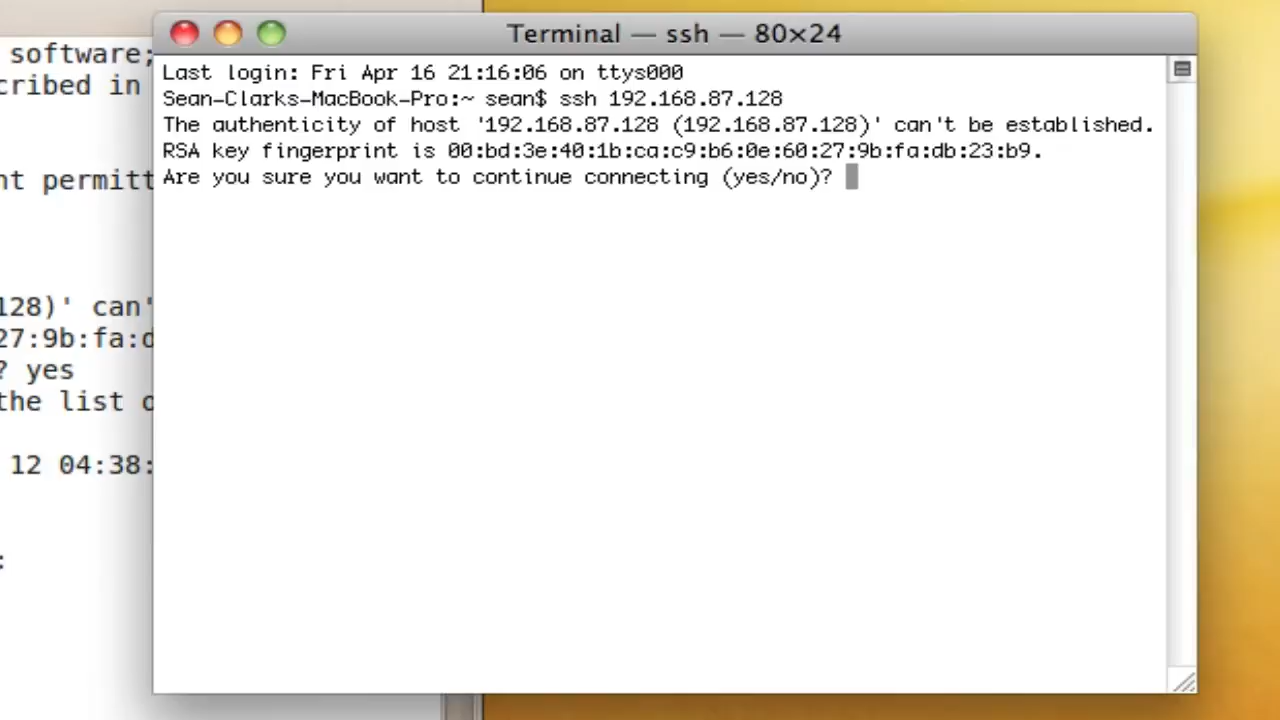 Terminal — ssh — 80×24
Last login: Fri Apr 16 21:16:06 on ttys000
Sean-Clarks-MacBook-Pro:~ sean$ ssh 192.168.87.128
The authenticity of host '192.168.87.128 (192.168.87.128)' can't be established.
RSA key fingerprint is 00:bd:3e:40:1b:ca:c9:b6:0e:60:27:9b:fa:db:23:b9.
Are you sure you want to continue connecting (yes/no)?
software;
cribed in
nt permitt
128)' can'
27:9b:fa:d
? yes
the list o
12 04:38:
: